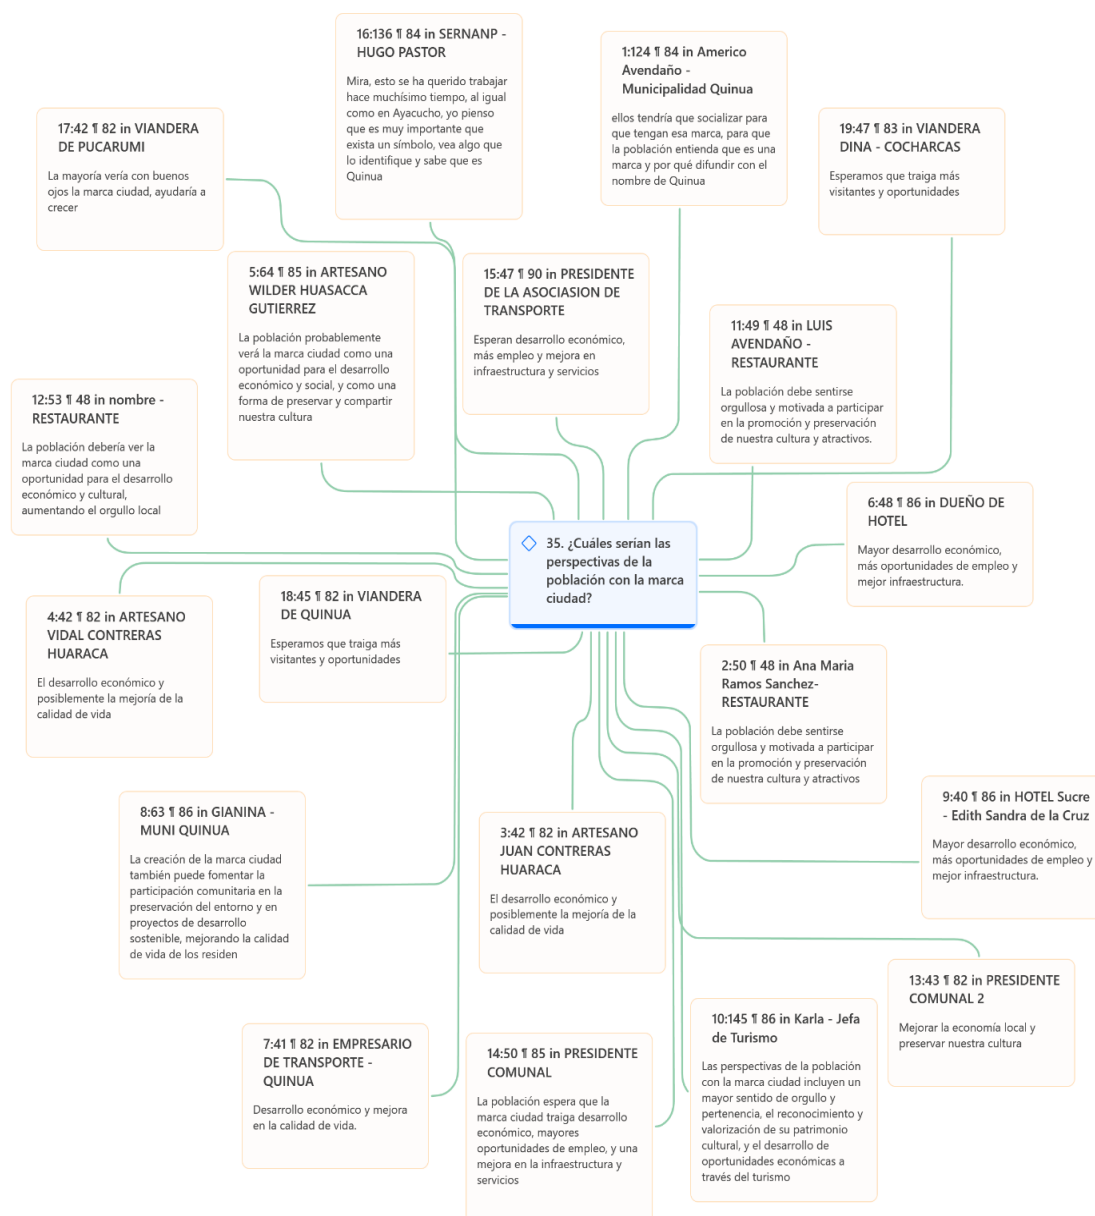 16:136 ¶ 84 in SERNANP -
HUGO PASTOR
Mira, esto se ha querido trabajar
hace muchísimo tiempo, al igual
como en Ayacucho, yo pienso
que es muy importante que
exista un símbolo, vea algo que
lo identifique y sabe que es
Quinua
1:124 ¶ 84 in Americo
Avendaño -
Municipalidad Quinua
ellos tendría que socializar para
que tengan esa marca, para que
la población entienda que es una
marca y por qué difundir con el
nombre de Quinua
17:42 ¶ 82 in VIANDERA
DE PUCARUMI
La mayoría vería con buenos
ojos la marca ciudad, ayudaría a
crecer
19:47 ¶ 83 in VIANDERA
DINA - COCHARCAS
Esperamos que traiga más
visitantes y oportunidades
5:64 ¶ 85 in ARTESANO
WILDER HUASACCA
GUTIERREZ
La población probablemente
verá la marca ciudad como una
oportunidad para el desarrollo
económico y social, y como una
forma de preservar y compartir
nuestra cultura
15:47 ¶ 90 in PRESIDENTE
DE LA ASOCIASION DE
TRANSPORTE
Esperan desarrollo económico,
más empleo y mejora en
infraestructura y servicios
11:49 ¶ 48 in LUIS
AVENDAÑO -
RESTAURANTE
La población debe sentirse
orgullosa y motivada a participar
en la promoción y preservación
de nuestra cultura y atractivos.
12:53 ¶ 48 in nombre -
RESTAURANTE
La población debería ver la
marca ciudad como una
oportunidad para el desarrollo
económico y cultural,
aumentando el orgullo local
6:48 ¶ 86 in DUEÑO DE
HOTEL
Mayor desarrollo económico,
más oportunidades de empleo y
mejor infraestructura.
35. ¿Cuáles serían las
perspectivas de la
población con la marca
ciudad?
4:42 ¶ 82 in ARTESANO
VIDAL CONTRERAS
HUARACA
El desarrollo económico y
posiblemente la mejoría de la
calidad de vida
18:45 ¶ 82 in VIANDERA
DE QUINUA
Esperamos que traiga más
visitantes y oportunidades
2:50 ¶ 48 in Ana Maria
Ramos Sanchez-
RESTAURANTE
La población debe sentirse
orgullosa y motivada a participar
en la promoción y preservación
de nuestra cultura y atractivos
8:63 ¶ 86 in GIANINA -
MUNI QUINUA
La creación de la marca ciudad
también puede fomentar la
participación comunitaria en la
preservación del entorno y en
proyectos de desarrollo
sostenible, mejorando la calidad
de vida de los residen
3:42 ¶ 82 in ARTESANO
JUAN CONTRERAS
HUARACA
El desarrollo económico y
posiblemente la mejoría de la
calidad de vida
9:40 ¶ 86 in HOTEL Sucre
- Edith Sandra de la Cruz
Mayor desarrollo económico,
más oportunidades de empleo y
mejor infraestructura.
13:43 ¶ 82 in PRESIDENTE
COMUNAL 2
Mejorar la economía local y
preservar nuestra cultura
7:41 ¶ 82 in EMPRESARIO
DE TRANSPORTE -
QUINUA
Desarrollo económico y mejora
en la calidad de vida.
14:50 ¶ 85 in PRESIDENTE
COMUNAL
La población espera que la
marca ciudad traiga desarrollo
económico, mayores
oportunidades de empleo, y una
mejora en la infraestructura y
servicios
10:145 ¶ 86 in Karla - Jefa
de Turismo
Las perspectivas de la población
con la marca ciudad incluyen un
mayor sentido de orgullo y
pertenencia, el reconocimiento y
valorización de su patrimonio
cultural, y el desarrollo de
oportunidades económicas a
través del turismo